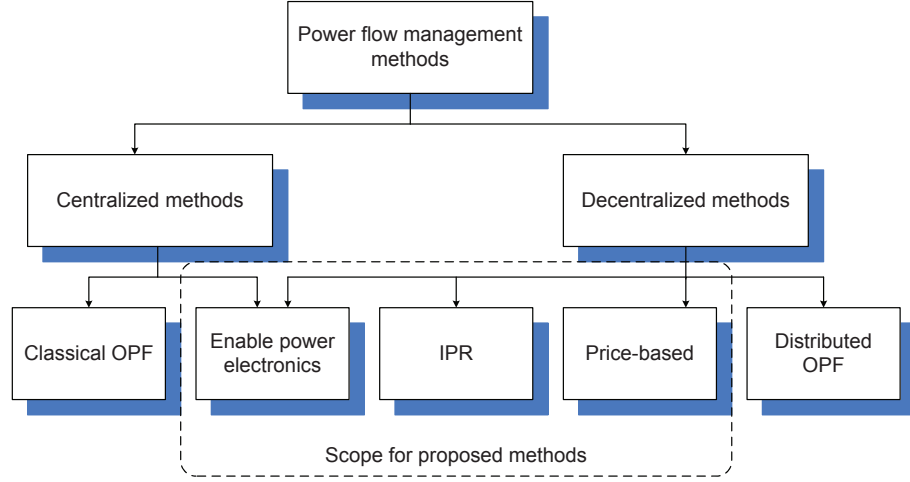 Power flow management
methods
Centralized methods
Decentralized methods
Classical OPF
Enable power
electronics
IPR
Price-based
Distributed
OPF
Scope for proposed methods